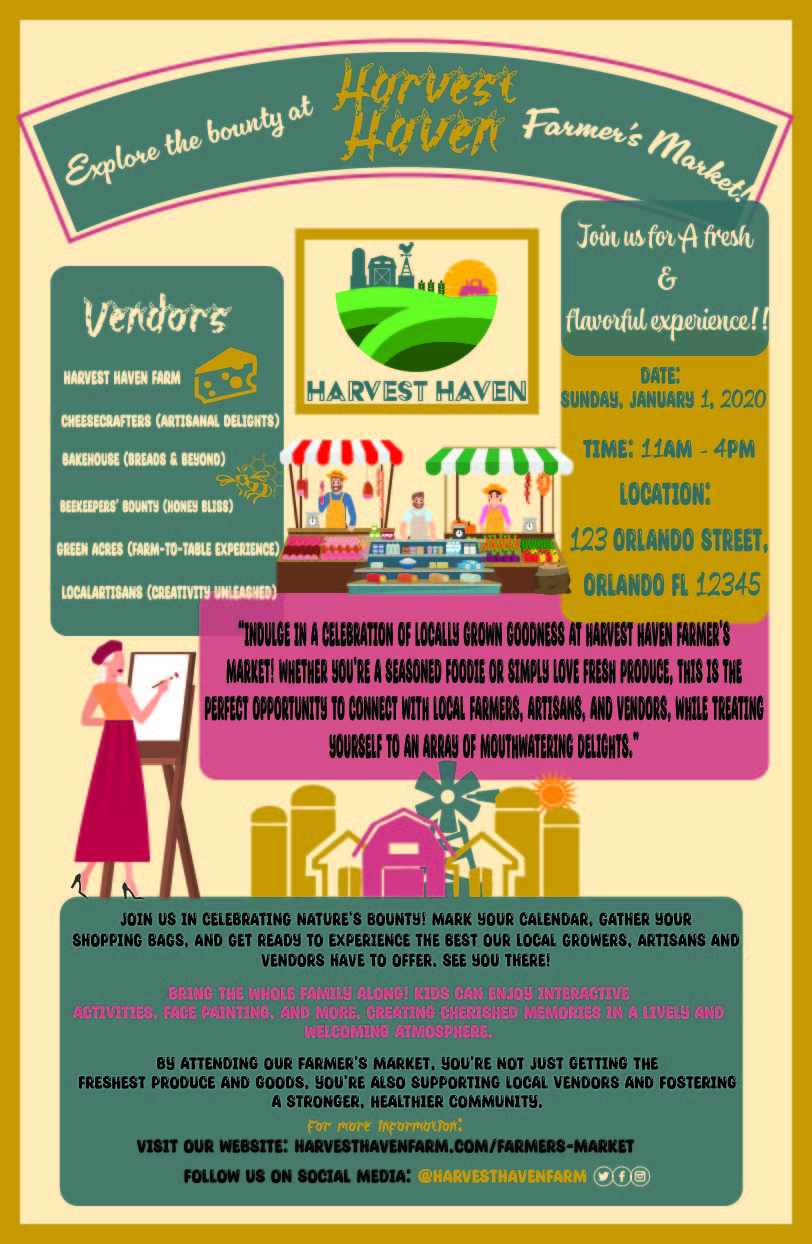 Explore the bounty at Harvest Haven Farmer's Market!
Join us for A fresh
&
flavorful experience!!
Vendors
HARVEST HAVEN FARM
CHEESECRAFTERS (ARTISANAL DELIGHTS)
BAKEHOUSE (BREADS & BEYOND)
BEEKEEPERS' BOUNTY (HONEY BLISS)
GREEN ACRES (FARM-TO-TABLE EXPERIENCE)
LOCALARTISANS (CREATIVITY UNLEASHED)
HARVEST HAVEN
DATE:
SUNDAY, JANUARY 1, 2020
TIME: 11AM - 4PM
LOCATION:
123 ORLANDO STREET,
ORLANDO FL 12345
"INDULGE IN A CELEBRATION OF LOCALLY GROWN GOODNESS AT HARVEST HAVEN FARMER'S
MARKET! WHETHER YOU'RE A SEASONED FOODIE OR SIMPLY LOVE FRESH PRODUCE, THIS IS THE
PERFECT OPPORTUNITY TO CONNECT WITH LOCAL FARMERS, ARTISANS, AND VENDORS, WHILE TREATING
YOURSELF TO AN ARRAY OF MOUTHWATERING DELIGHTS."
JOIN US IN CELEBRATING NATURE'S BOUNTY! MARK YOUR CALENDAR, GATHER YOUR
SHOPPING BAGS, AND GET READY TO EXPERIENCE THE BEST OUR LOCAL GROWERS, ARTISANS AND
VENDORS HAVE TO OFFER. SEE YOU THERE!
BRING THE WHOLE FAMILY ALONG! KIDS CAN ENJOY INTERACTIVE
ACTIVITIES, FACE PAINTING, AND MORE, CREATING CHERISHED MEMORIES IN A LIVELY AND
WELCOMING ATMOSPHERE.
BY ATTENDING OUR FARMER'S MARKET, YOU'RE NOT JUST GETTING THE
FRESHEST PRODUCE AND GOODS, YOU'RE ALSO SUPPORTING LOCAL VENDORS AND FOSTERING
A STRONGER, HEALTHIER COMMUNITY.
For more information:
VISIT OUR WEBSITE: HARVESTHAVENFARM.COM/FARMERS-MARKET
FOLLOW US ON SOCIAL MEDIA: @HARVESTHAVENFARM